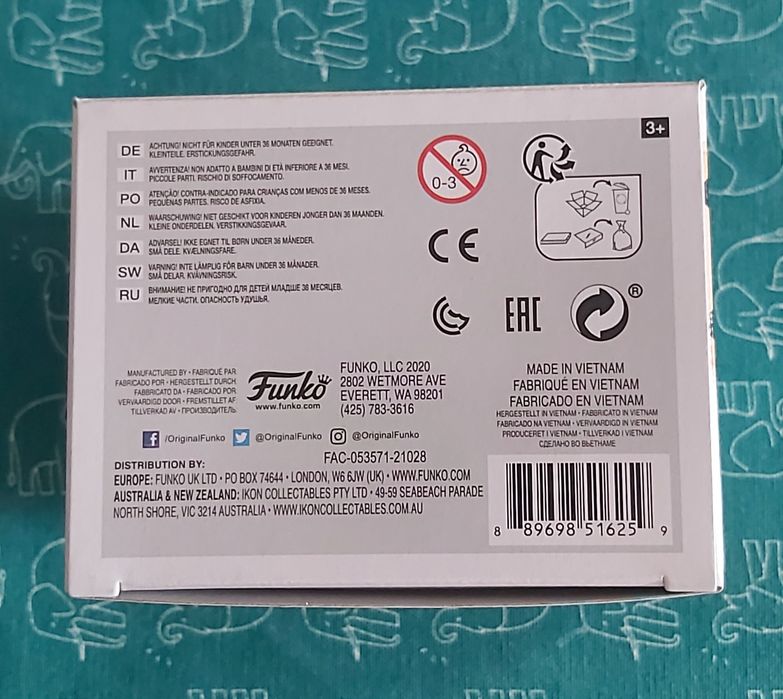 3+
DE ACHTUNG! NICHT FÜR KINDER UNTER 36 MONATEN GEEIGNET.
KLEINTEILE. ERSTICKUNGSGEFAHR.
IT AVVERTENZA! NON ADATTO A BAMBINI DI ETÀ INFERIORE A 36 MESI.
PICCOLE PARTI. RISCHIO DI SOFFOCAMENTO.
PO ATENÇÃO! CONTRA-INDICADO PARA CRIANÇAS COM MENOS DE 36 MESES.
PEQUENAS PARTES. RISCO DE ASFIXIA.
NL WAARSCHUWING! NIET GESCHIKT VOOR KINDEREN JONGER DAN 36 MAANDEN.
KLEINE ONDERDELEN. VERSTIKKINGSGEVAAR.
DA ADVARSEL! IKKE EGNET TIL BØRN UNDER 36 MÅNEDER.
SMÅ DELE. KVÆLNINGSFARE.
SW VARNING! INTE LÄMPLIG FÖR BARN UNDER 36 MÅNADER.
SMÅ DELAR. KVÄVNINGSRISK.
RU ВНИМАНИЕ! НЕ ПРИГОДНО ДЛЯ ДЕТЕЙ МЛАДШЕ 36 МЕСЯЦЕВ.
МЕЛКИЕ ЧАСТИ. ОПАСНОСТЬ УДУШЬЯ.
0-3
CE
EAC
®
MANUFACTURED BY • FABRIQUÉ PAR
FABRICADO POR • HERGESTELLT DURCH
FABBRICATO DA • FABRICADO POR
VERVAARDIGD DOOR • FREMSTILLET AF
TILLVERKAD AV • ПРОИЗВОДИТЕЛЬ:
Funko
www.funko.com
FUNKO, LLC 2020
2802 WETMORE AVE
EVERETT, WA 98201
(425) 783-3616
f /OriginalFunko @OriginalFunko @OriginalFunko
FAC-053571-21028
DISTRIBUTION BY:
EUROPE: FUNKO UK LTD • PO BOX 74644 • LONDON, W6 6JW (UK) • WWW.FUNKO.COM
AUSTRALIA & NEW ZEALAND: IKON COLLECTABLES PTY LTD • 49-59 SEABEACH PARADE
NORTH SHORE, VIC 3214 AUSTRALIA • WWW.IKONCOLLECTABLES.COM.AU
MADE IN VIETNAM
FABRIQUÉ EN VIETNAM
FABRICADO EN VIETNAM
HERGESTELLT IN VIETNAM • FABBRICATO IN VIETNAM
FABRICADO NA VIETNAM • VERVAARDIGD IN VIETNAM
PRODUCERET I VIETNAM • TILLVERKAD I VIETNAM
СДЕЛАНО ВО ВЬЕТНАМЕ
8 89698 51625 9